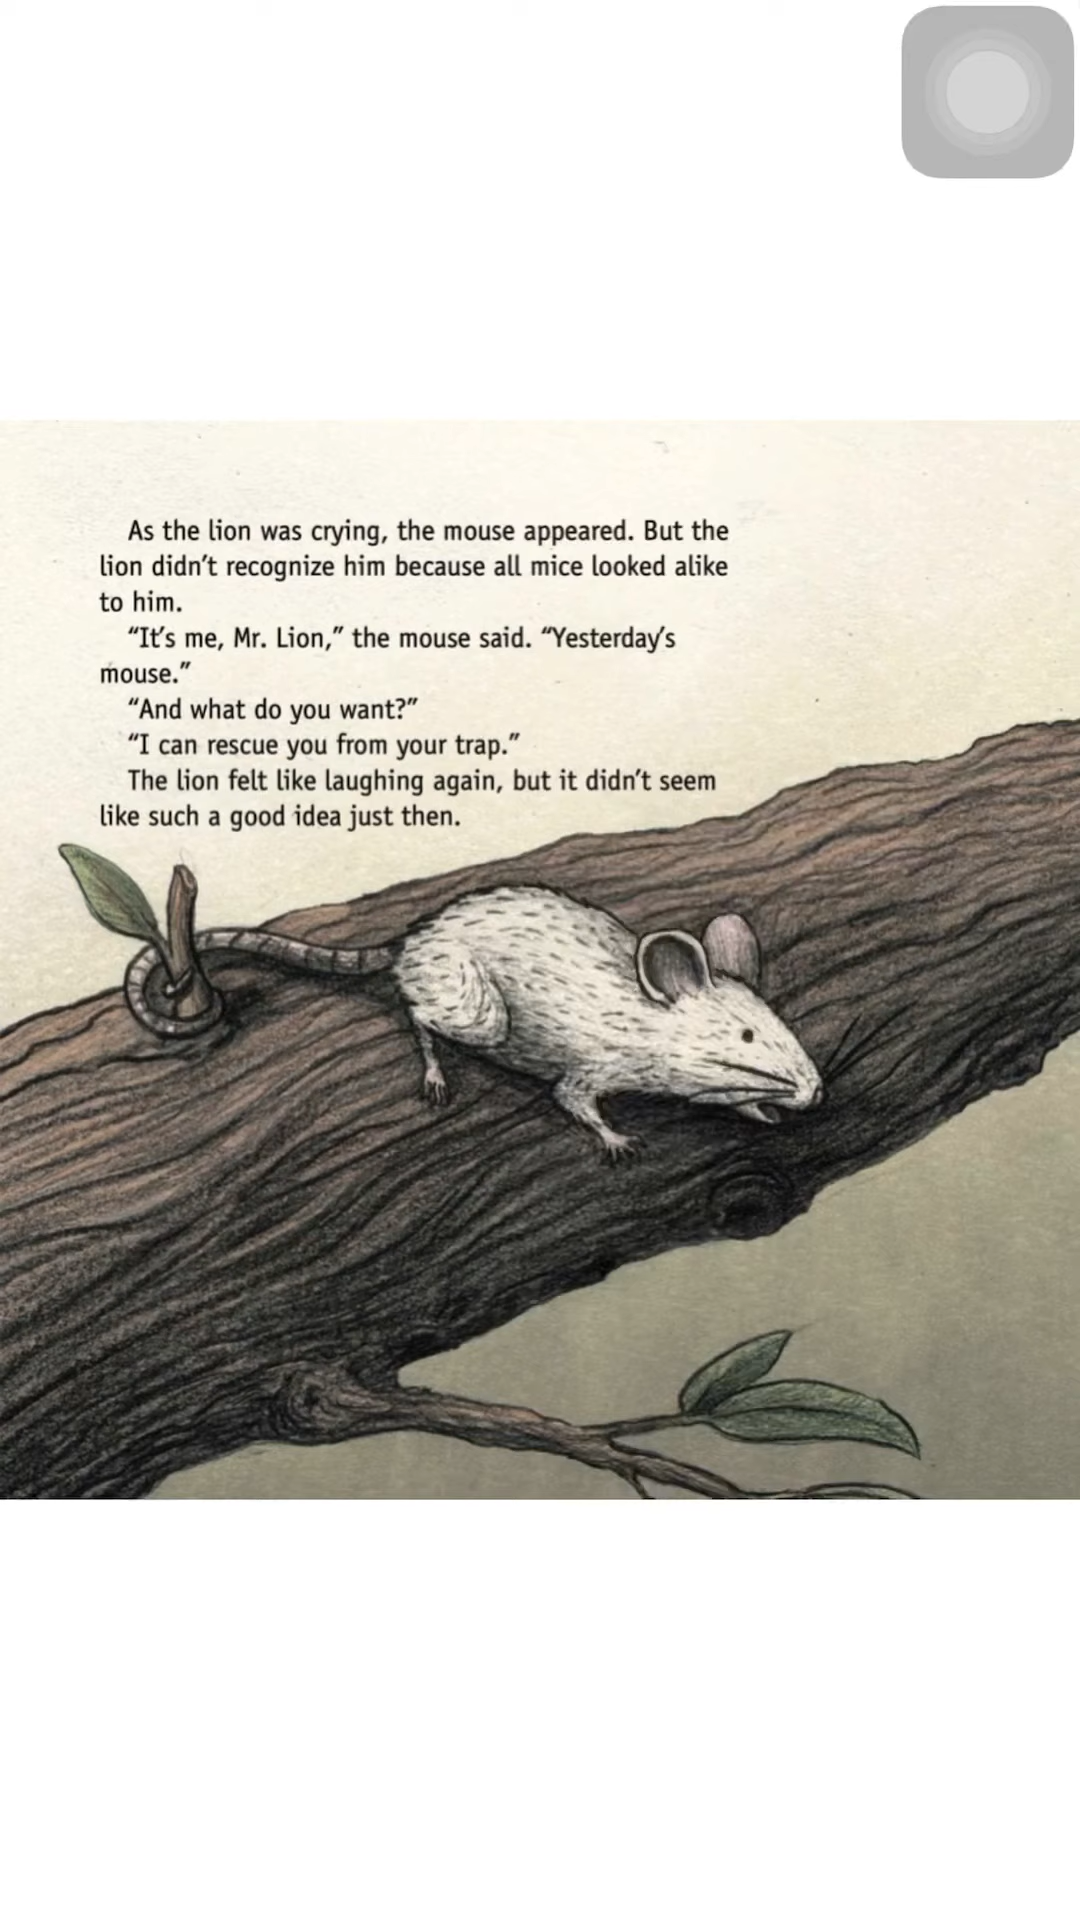 As the lion was crying, the mouse appeared. But the
lion didn’t recognize him because all mice looked alike
to him.
“It’s me, Mr. Lion,” the mouse said. “Yesterday’s
mouse.”
“And what do you want?”
“I can rescue you from your trap.”
The lion felt like laughing again, but it didn’t seem
like such a good idea just then.